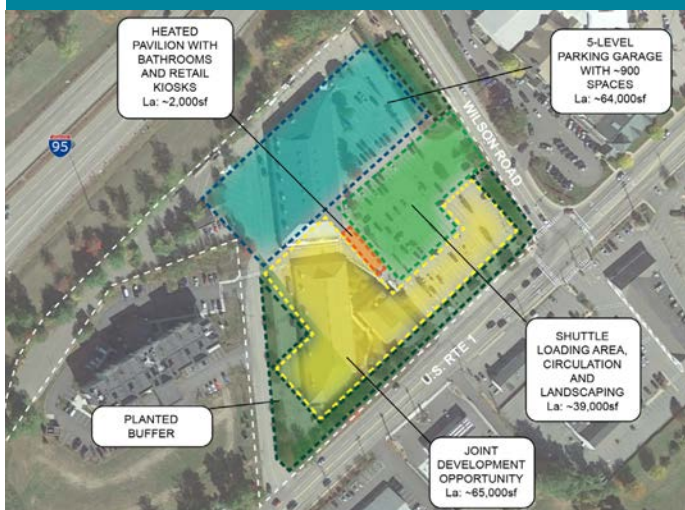 HEATED
PAVILION WITH
BATHROOMS
AND RETAIL
KIOSKS
La: ~2,000sf
5-LEVEL
PARKING GARAGE
WITH ~900
SPACES
La: ~64,000sf
95
WILSON ROAD
U.S. RTE 1
SHUTTLE
LOADING AREA,
CIRCULATION
AND
LANDSCAPING
La: ~39,000sf
PLANTED
BUFFER
JOINT
DEVELOPMENT
OPPORTUNITY
La: ~65,000sf